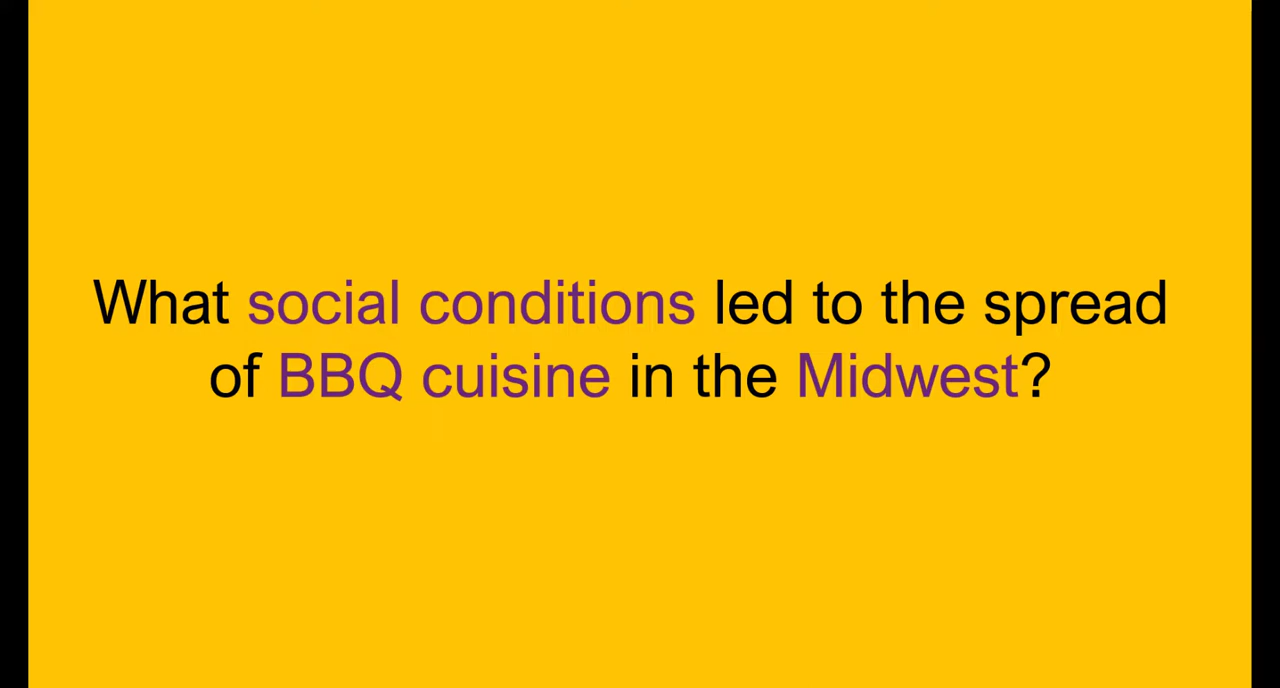 What social conditions led to the spread
of BBQ cuisine in the Midwest?